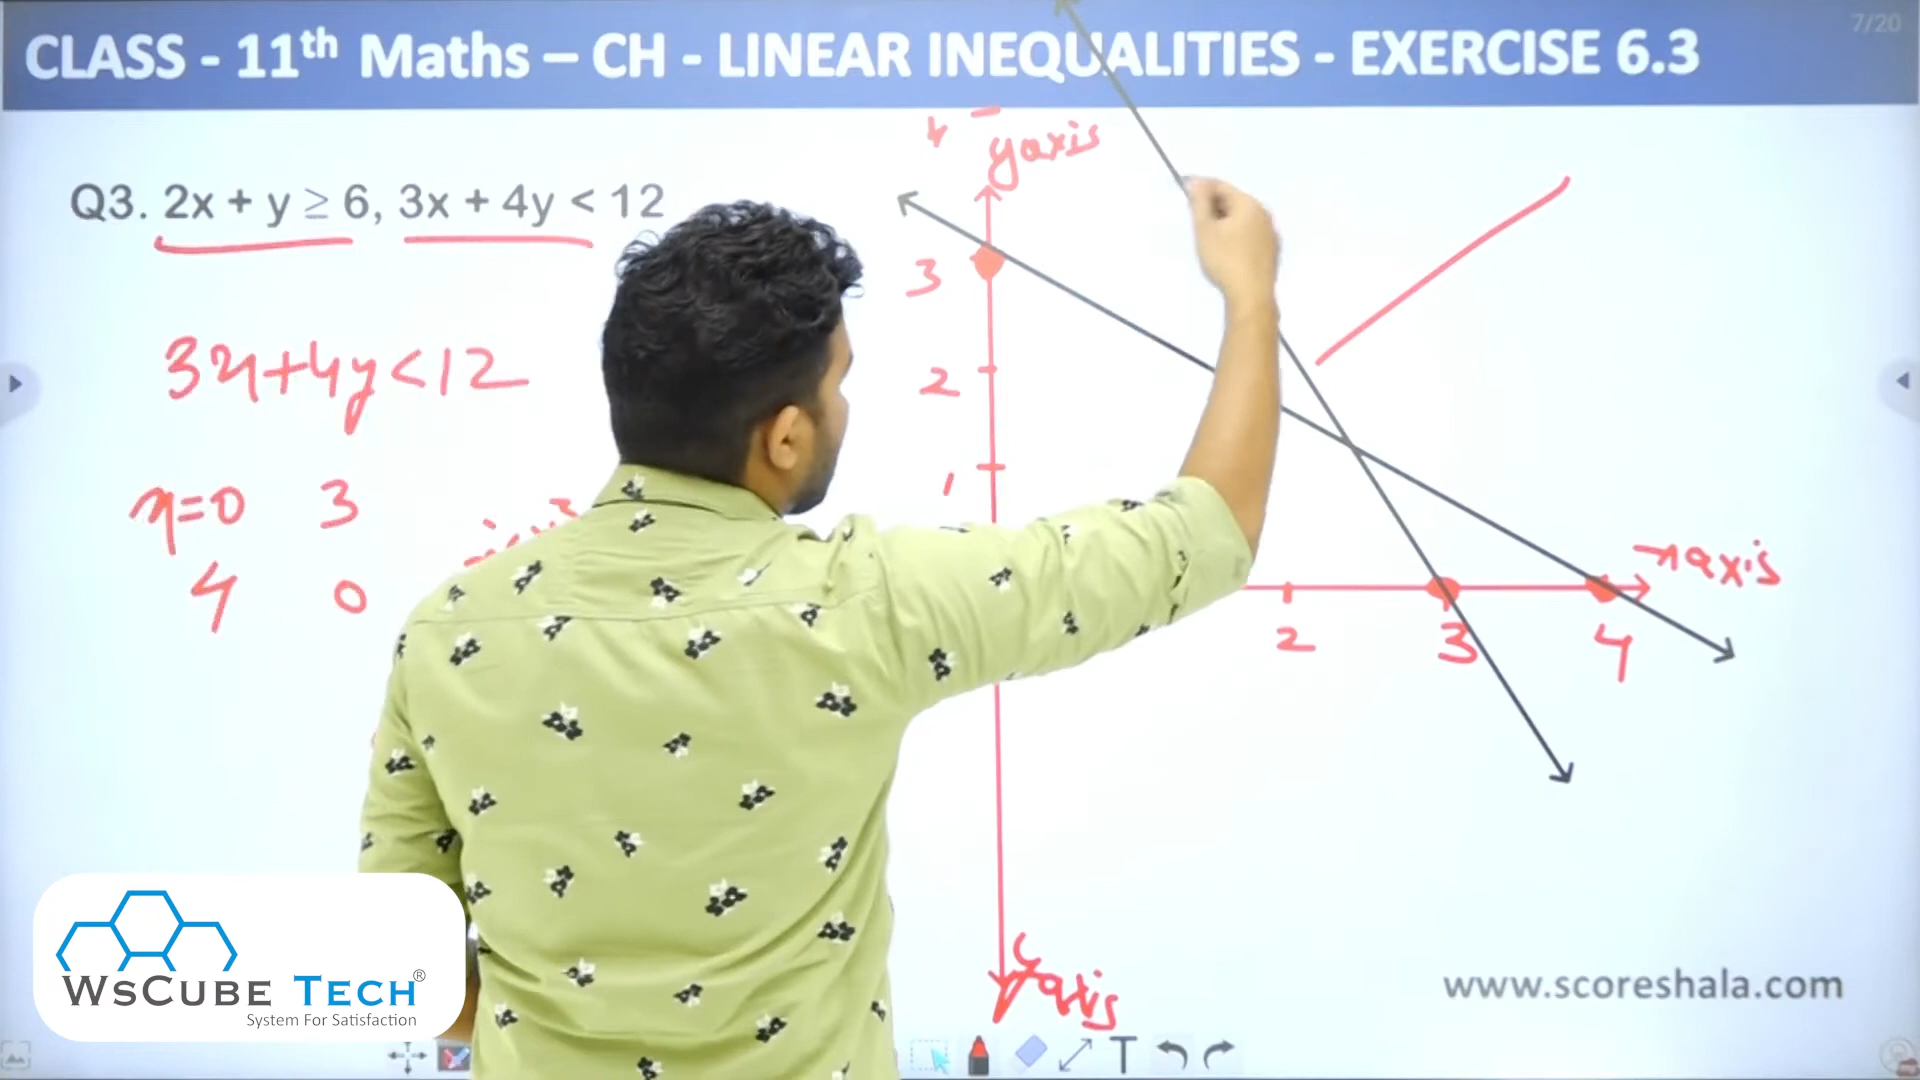 CLASS - 11th Maths – CH - LINEAR INEQUALITIES - EXERCISE 6.3
7/20
Q3. 2x + y ≥ 6, 3x + 4y < 12
4
y axis
3
3x+4y<12
2
1
x=0 3
4 0
x axis
2 3 4
y axis
www.scoreshala.com
WsCube Tech®
System For Satisfaction
T